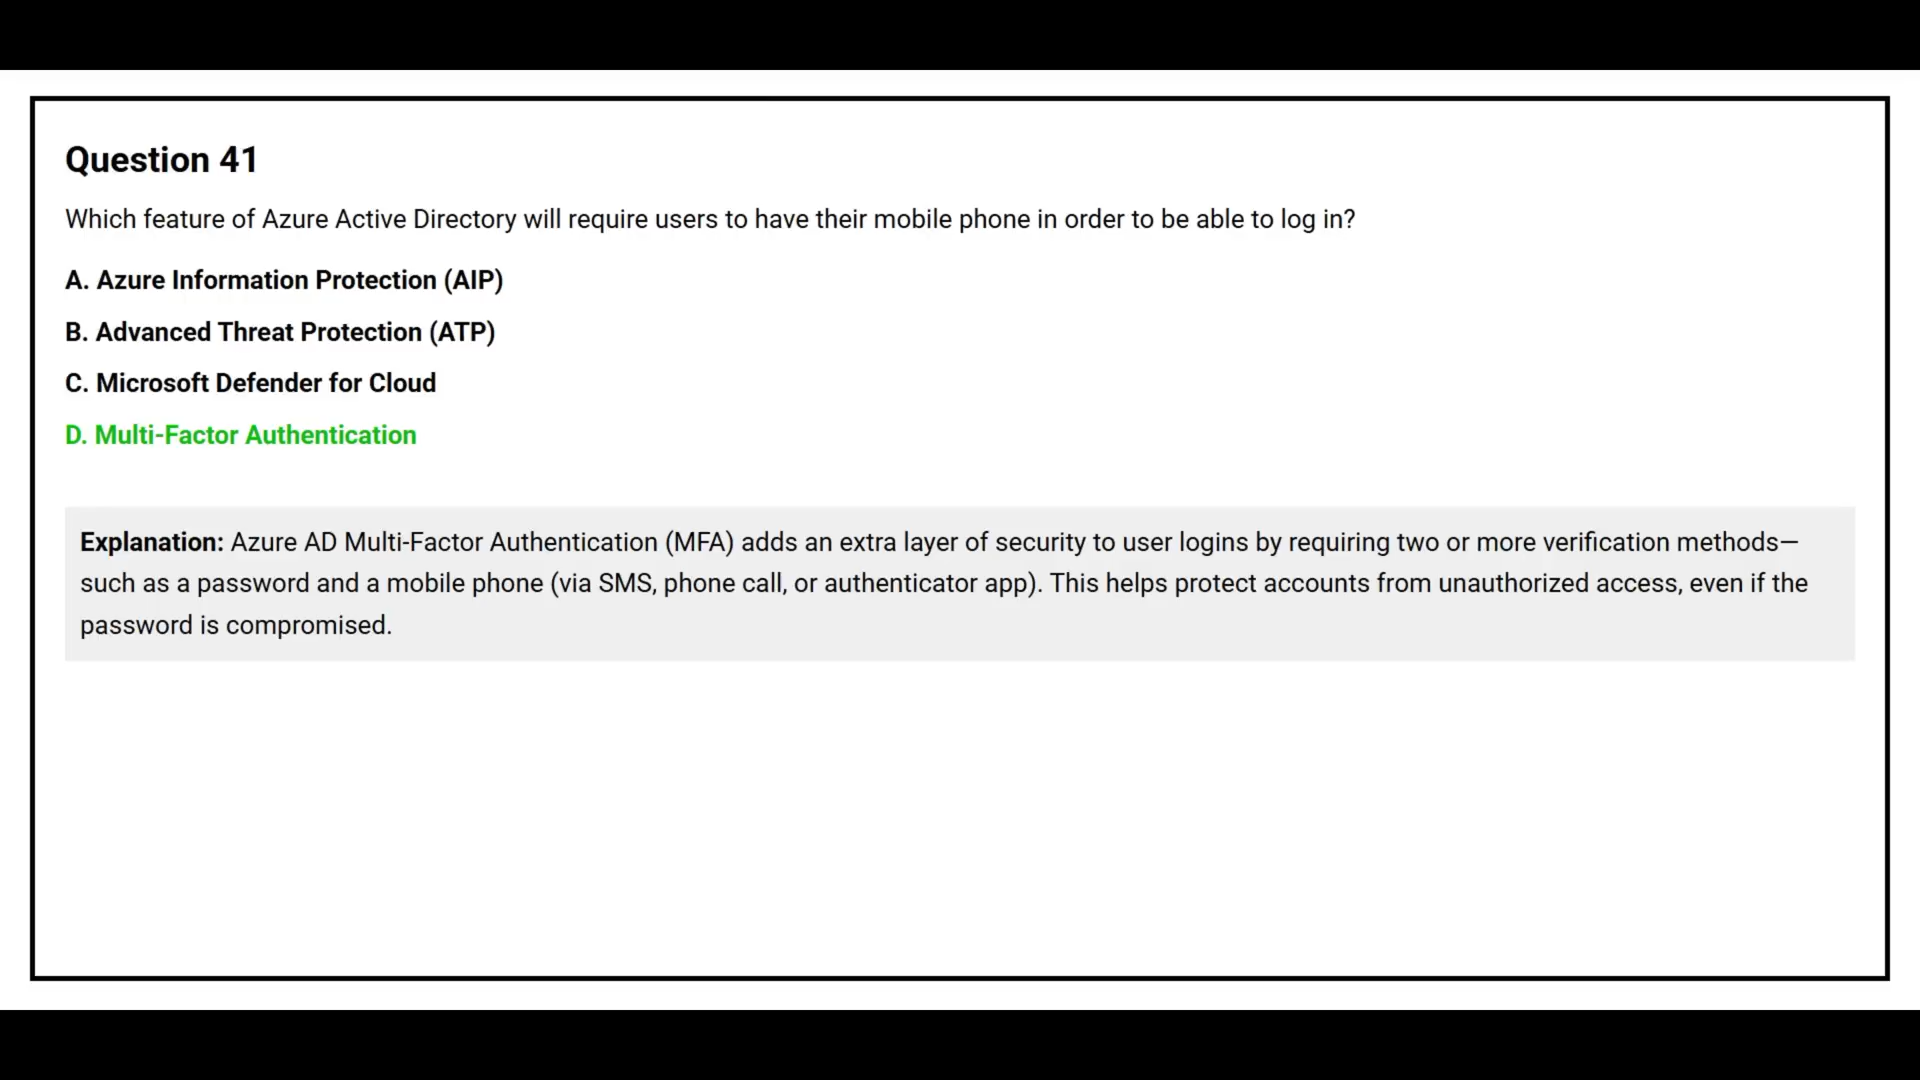 Question 41
Which feature of Azure Active Directory will require users to have their mobile phone in order to be able to log in?
A. Azure Information Protection (AIP)
B. Advanced Threat Protection (ATP)
C. Microsoft Defender for Cloud
D. Multi-Factor Authentication
Explanation: Azure AD Multi-Factor Authentication (MFA) adds an extra layer of security to user logins by requiring two or more verification methods—
such as a password and a mobile phone (via SMS, phone call, or authenticator app). This helps protect accounts from unauthorized access, even if the
password is compromised.